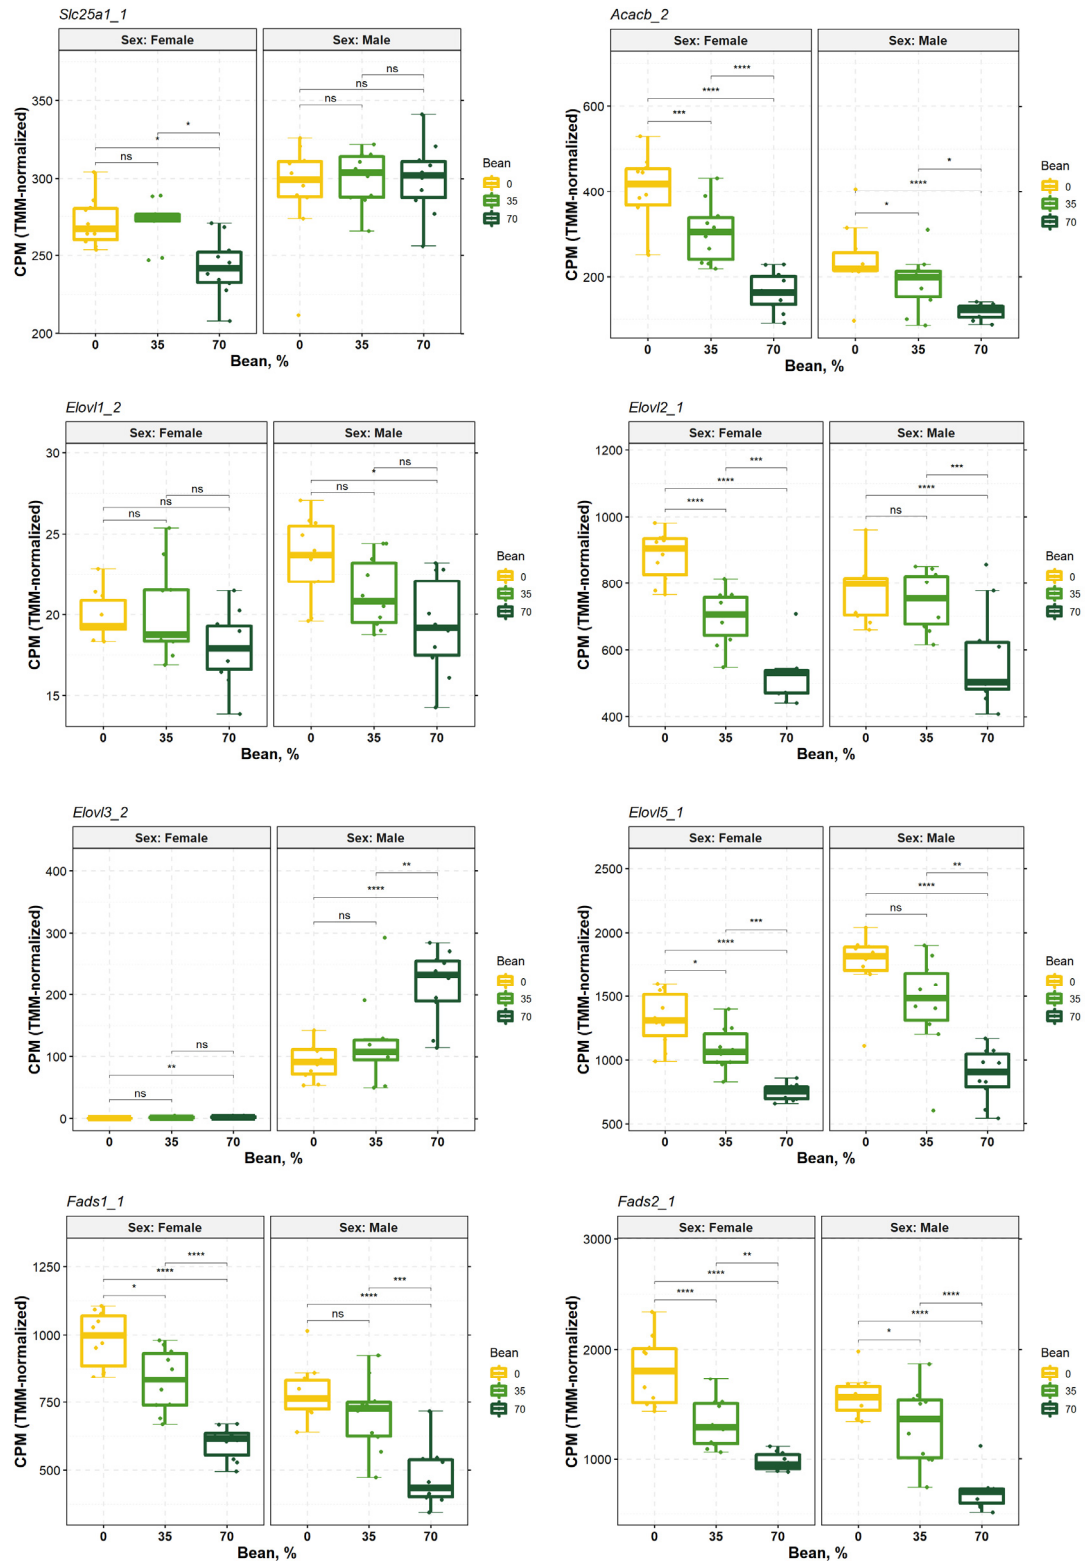 Slc25a1_1
Sex: Female
Sex: Male
CPM (TMM-normalized)
350
300
250
200
ns
*
*
ns
ns
ns
0
35
70
0
35
70
Bean, %
Bean
0
35
70
Acacb_2
Sex: Female
Sex: Male
CPM (TMM-normalized)
600
400
200
****
****
***
*
****
*
0
35
70
0
35
70
Bean, %
Bean
0
35
70
Elovl1_2
Sex: Female
Sex: Male
CPM (TMM-normalized)
30
25
20
15
ns
ns
ns
ns
*
ns
0
35
70
0
35
70
Bean, %
Bean
0
35
70
Elovl2_1
Sex: Female
Sex: Male
CPM (TMM-normalized)
1200
1000
800
600
400
***
****
****
***
****
ns
0
35
70
0
35
70
Bean, %
Bean
0
35
70
Elovl3_2
Sex: Female
Sex: Male
CPM (TMM-normalized)
400
300
200
100
0
ns
**
ns
**
****
ns
0
35
70
0
35
70
Bean, %
Bean
0
35
70
Elovl5_1
Sex: Female
Sex: Male
CPM (TMM-normalized)
2500
2000
1500
1000
500
***
****
*
**
****
ns
0
35
70
0
35
70
Bean, %
Bean
0
35
70
Fads1_1
Sex: Female
Sex: Male
CPM (TMM-normalized)
1250
1000
750
500
****
****
*
***
****
ns
0
35
70
0
35
70
Bean, %
Bean
0
35
70
Fads2_1
Sex: Female
Sex: Male
CPM (TMM-normalized)
3000
2000
1000
**
****
****
****
****
*
0
35
70
0
35
70
Bean, %
Bean
0
35
70